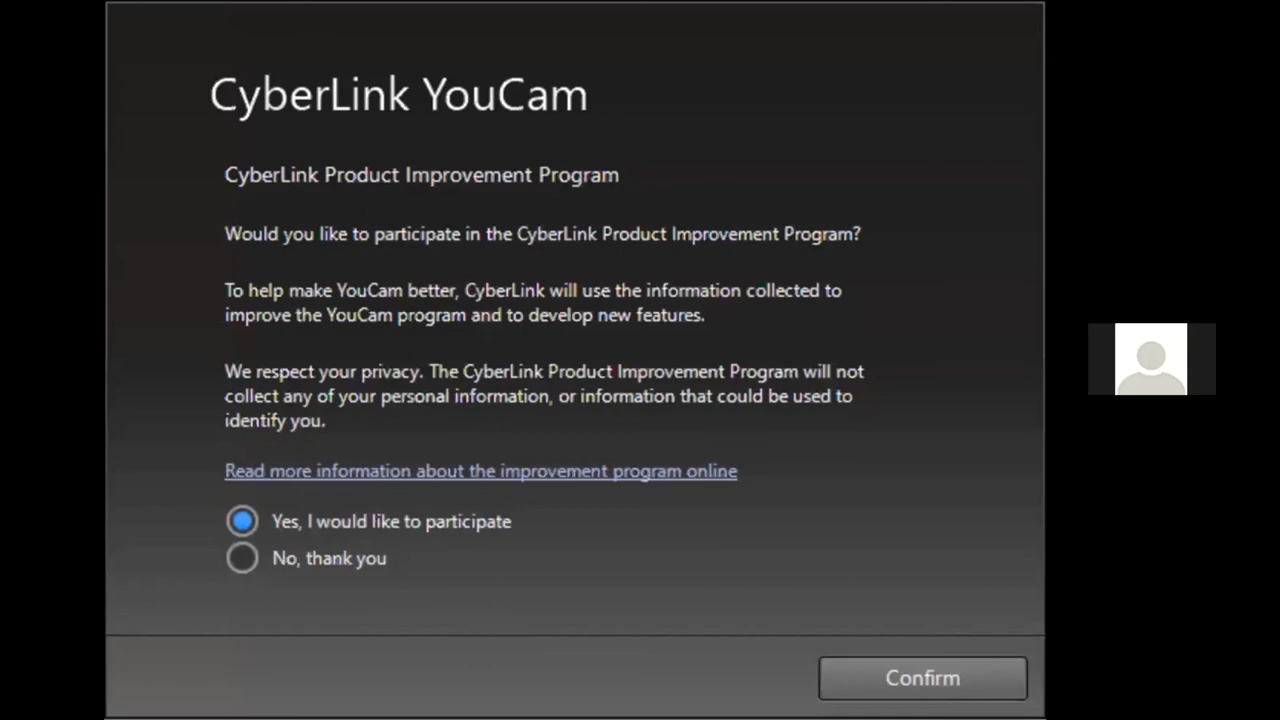 CyberLink YouCam
CyberLink Product Improvement Program
Would you like to participate in the CyberLink Product Improvement Program?
To help make YouCam better, CyberLink will use the information collected to
improve the YouCam program and to develop new features.
We respect your privacy. The CyberLink Product Improvement Program will not
collect any of your personal information, or information that could be used to
identify you.
Read more information about the improvement program online
Yes, I would like to participate
No, thank you
Confirm